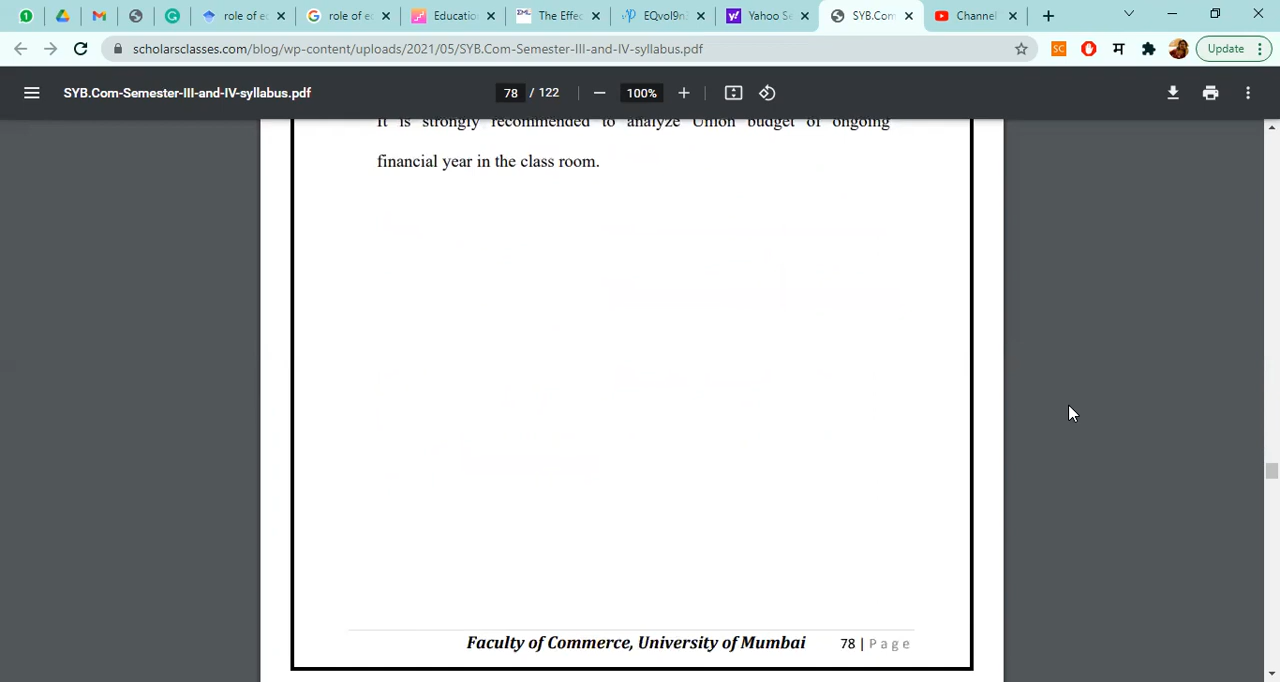 1
role of e
role of e
Educatio
The Effec
EQvol9n
Yahoo S
SYB.Com
Channel
scholarsclasses.com/blog/wp-content/uploads/2021/05/SYB.Com-Semester-III-and-IV-syllabus.pdf
SC
म
Update
SYB.Com-Semester-III-and-IV-syllabus.pdf
78 / 122
100%
It is strongly recommended to analyze Union budget of ongoing
financial year in the class room.
Faculty of Commerce, University of Mumbai 78 | Page